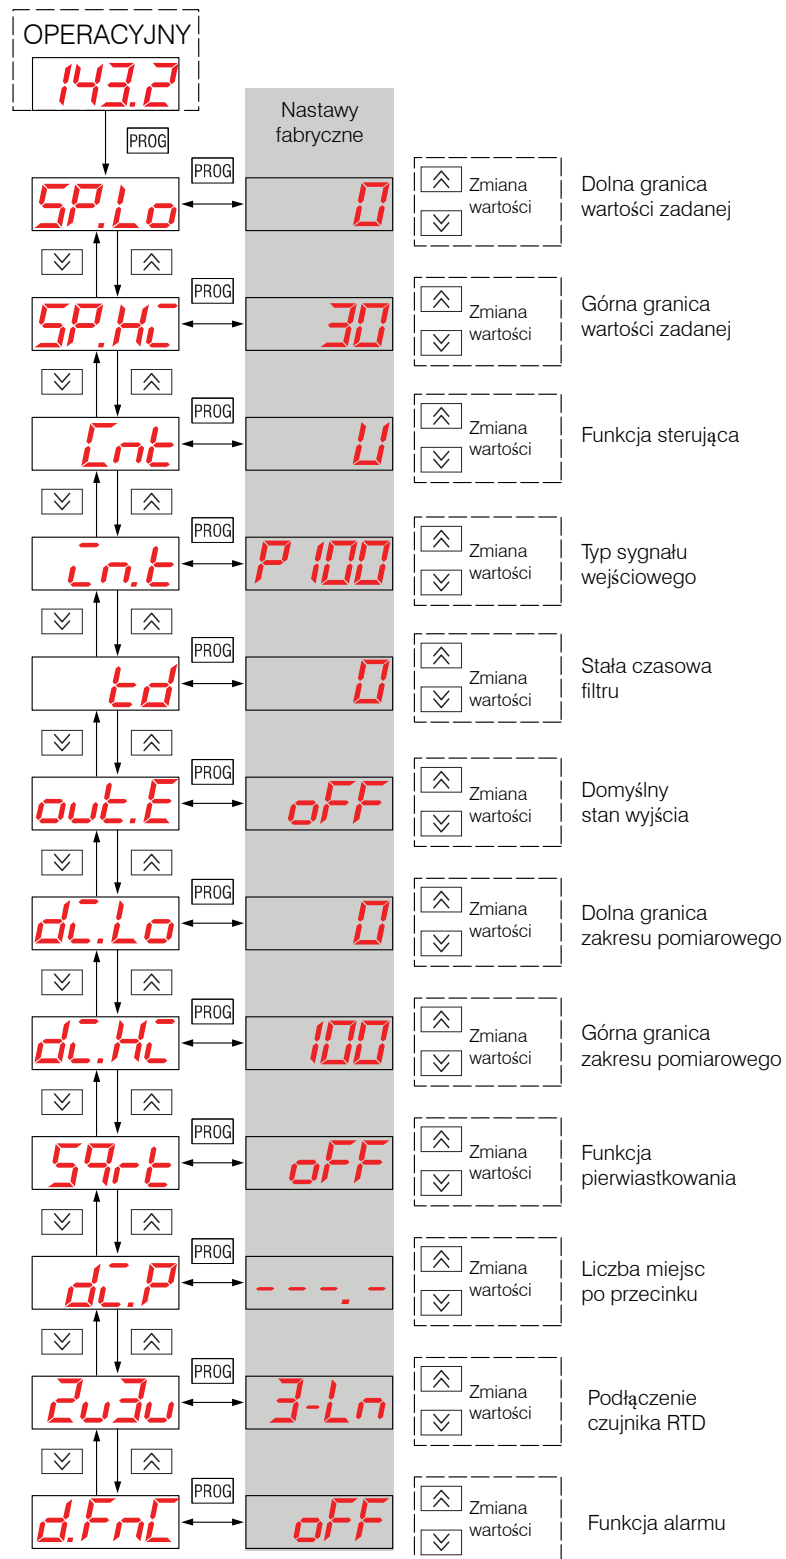 OPERACYJNY
143.2
PROG
Nastawy
fabryczne
SP.Lo
PROG
0
Zmiana
wartości
Dolna granica
wartości zadanej
SP.Hi
PROG
30
Zmiana
wartości
Górna granica
wartości zadanej
Cnt
PROG
U
Zmiana
wartości
Funkcja sterująca
in.t
PROG
P 100
Zmiana
wartości
Typ sygnału
wejściowego
td
PROG
0
Zmiana
wartości
Stała czasowa
filtru
out.E
PROG
oFF
Zmiana
wartości
Domyślny
stan wyjścia
di.Lo
PROG
0
Zmiana
wartości
Dolna granica
zakresu pomiarowego
di.Hi
PROG
100
Zmiana
wartości
Górna granica
zakresu pomiarowego
Sqrt
PROG
oFF
Zmiana
wartości
Funkcja
pierwiastkowania
di.P
PROG
---.-
Zmiana
wartości
Liczba miejsc
po przecinku
2u3u
PROG
3-Ln
Zmiana
wartości
Podłączenie
czujnika RTD
d.FnC
PROG
oFF
Zmiana
wartości
Funkcja alarmu